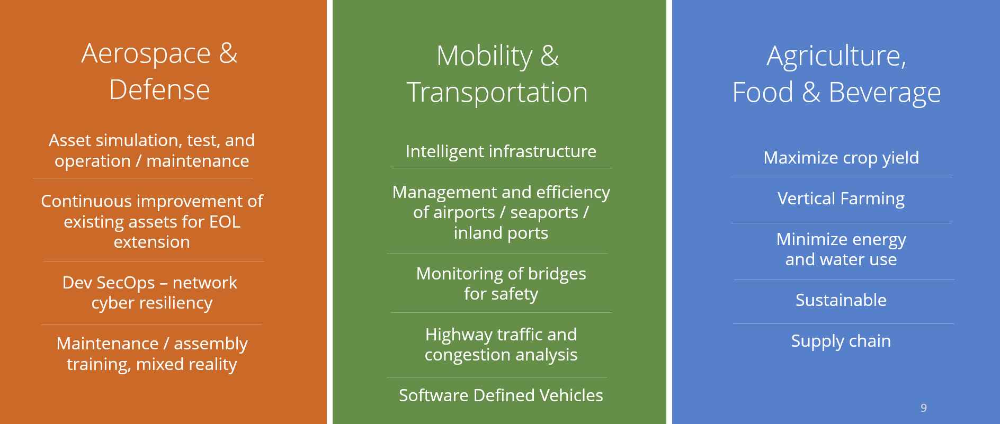 Aerospace &
Defense
Asset simulation, test, and
operation / maintenance
Continuous improvement of
existing assets for EOL
extension
Dev SecOps – network
cyber resiliency
Maintenance / assembly
training, mixed reality
Mobility &
Transportation
Intelligent infrastructure
Management and efficiency
of airports / seaports /
inland ports
Monitoring of bridges
for safety
Highway traffic and
congestion analysis
Software Defined Vehicles
Agriculture,
Food & Beverage
Maximize crop yield
Vertical Farming
Minimize energy
and water use
Sustainable
Supply chain
9